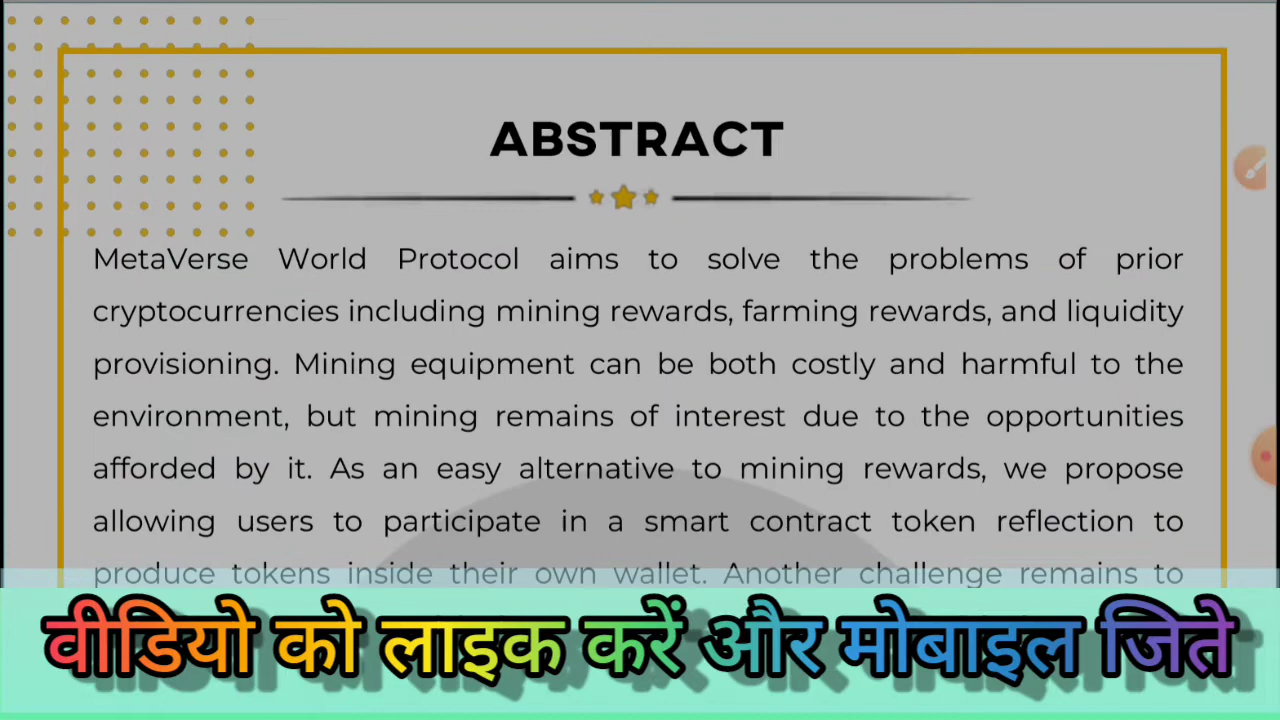 ABSTRACT
MetaVerse World Protocol aims to solve the problems of prior
cryptocurrencies including mining rewards, farming rewards, and liquidity
provisioning. Mining equipment can be both costly and harmful to the
environment, but mining remains of interest due to the opportunities
afforded by it. As an easy alternative to mining rewards, we propose
allowing users to participate in a smart contract token reflection to
produce tokens inside their own wallet. Another challenge remains to
वीडियो को लाइक करें और मोबाइल जिते